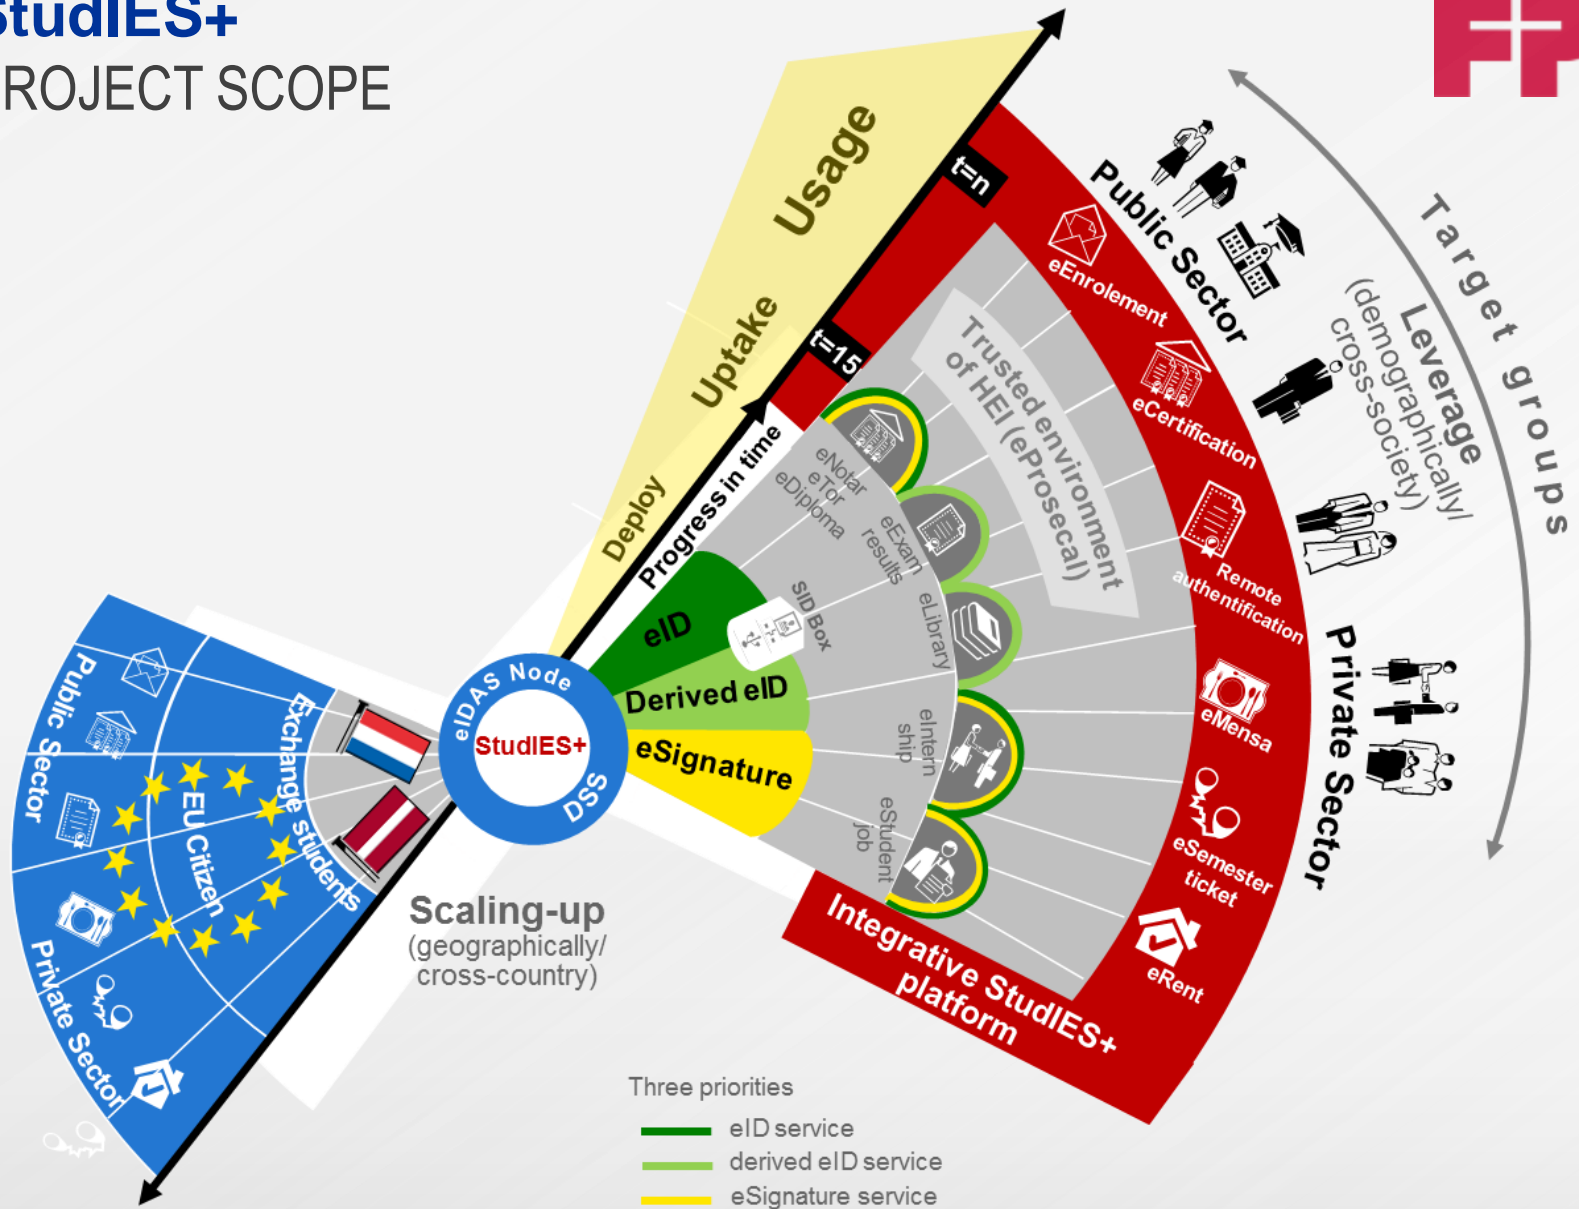 StudIES+
ROJECT SCOPE
FP
Usage
Uptake
Deploy
Progress in time
t=n
t=15
Public Sector
Target groups
Leverage
(demographically/
cross-society)
Private Sector
eEnrolement
eCertification
Remote
authentification
eMensa
eSemester
ticket
eRent
Trusted environment
of HEI (eProsecal)
eNotar
eTor
eDiploma
eExam
results
eLibrary
eIntern
ship
eStudent
job
SID Box
eID
Derived eID
eSignature
eIDAS Node
StudIES+
DSS
Integrative StudIES+
platform
Public Sector
Exchange students
EU Citizen
Private Sector
Scaling-up
(geographically/
cross-country)
Three priorities
eID service
derived eID service
eSignature service